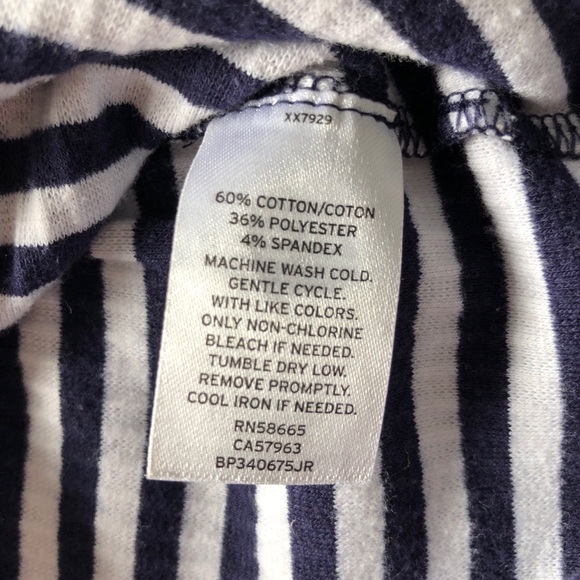 XX7929
60% COTTON/COTON
36% POLYESTER
4% SPANDEX
MACHINE WASH COLD.
GENTLE CYCLE.
WITH LIKE COLORS.
ONLY NON-CHLORINE
BLEACH IF NEEDED.
TUMBLE DRY LOW.
REMOVE PROMPTLY.
COOL IRON IF NEEDED.
RN58665
CA57963
BP340675JR